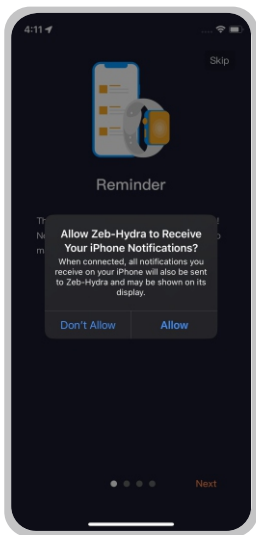 4:11
Skip
Reminder
Allow Zeb-Hydra to Receive
Your iPhone Notifications?
When connected, all notifications you
receive on your iPhone will also be sent
to Zeb-Hydra and may be shown on its
display.
Don't Allow
Allow
Next